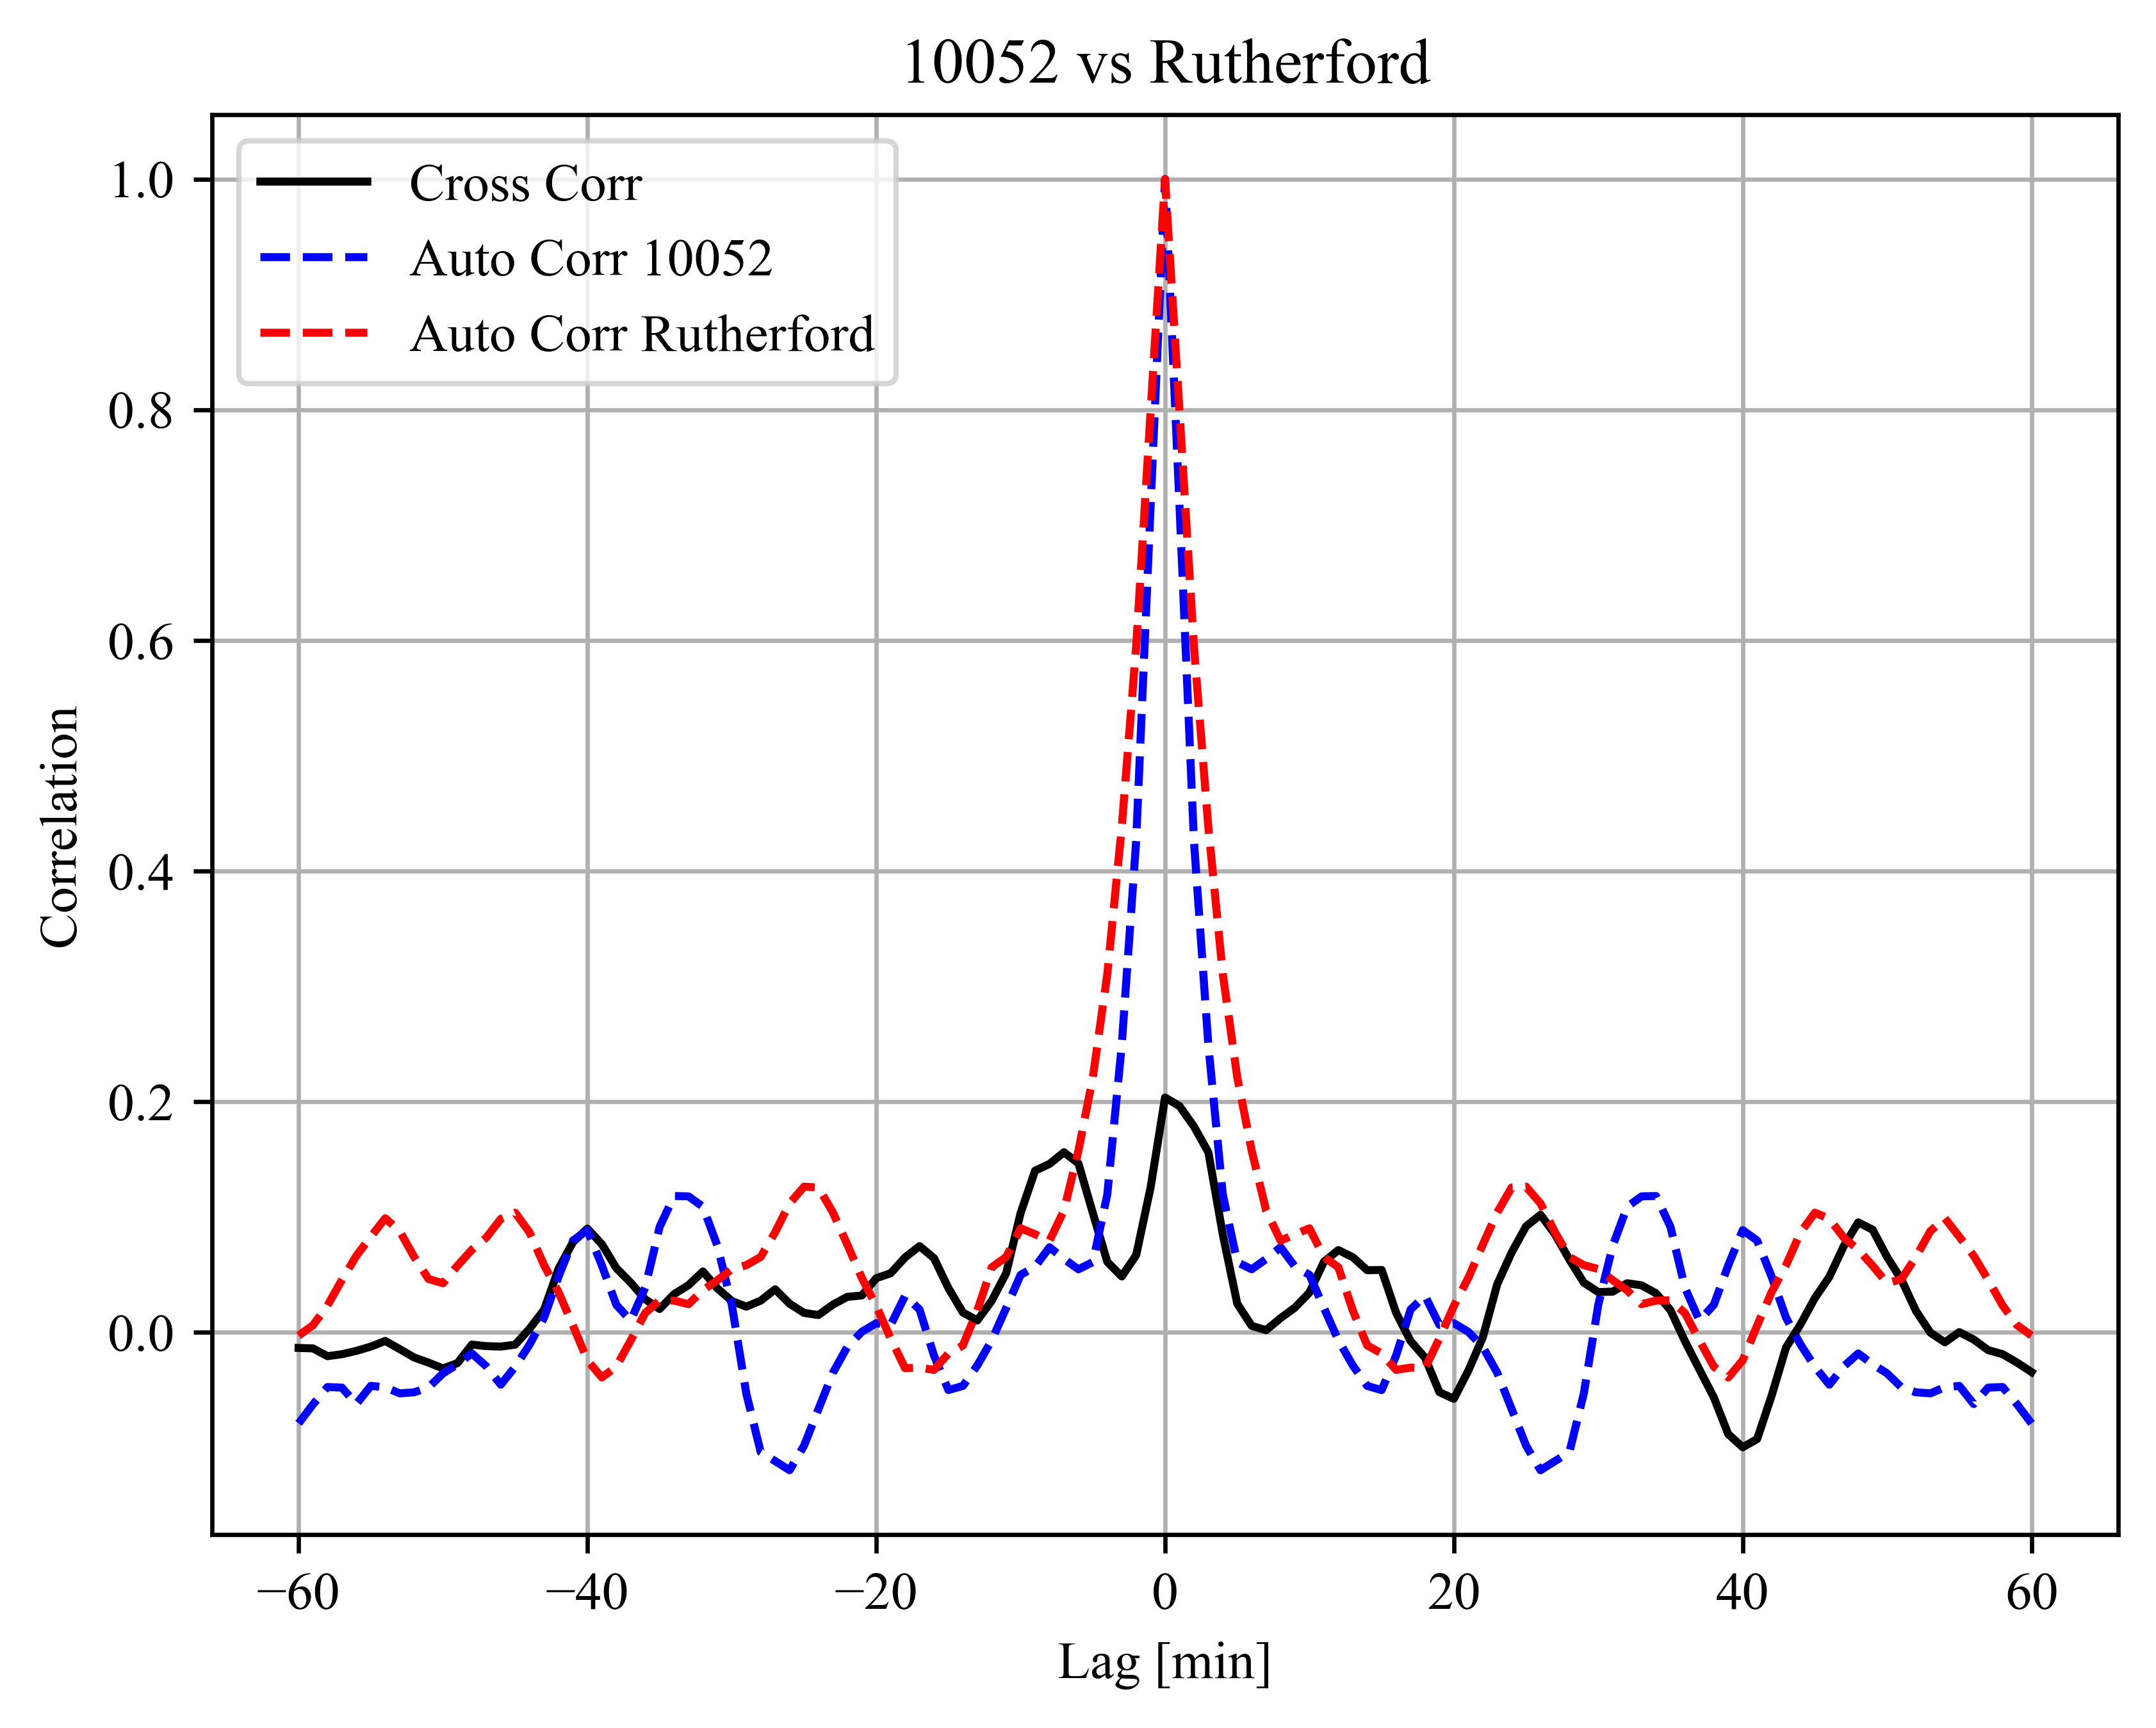 10052 vs Rutherford
Cross Corr
Auto Corr 10052
Auto Corr Rutherford
1.0
0.8
0.6
0.4
0.2
0.0
Correlation
−60 −40 −20 0 20 40 60
Lag [min]